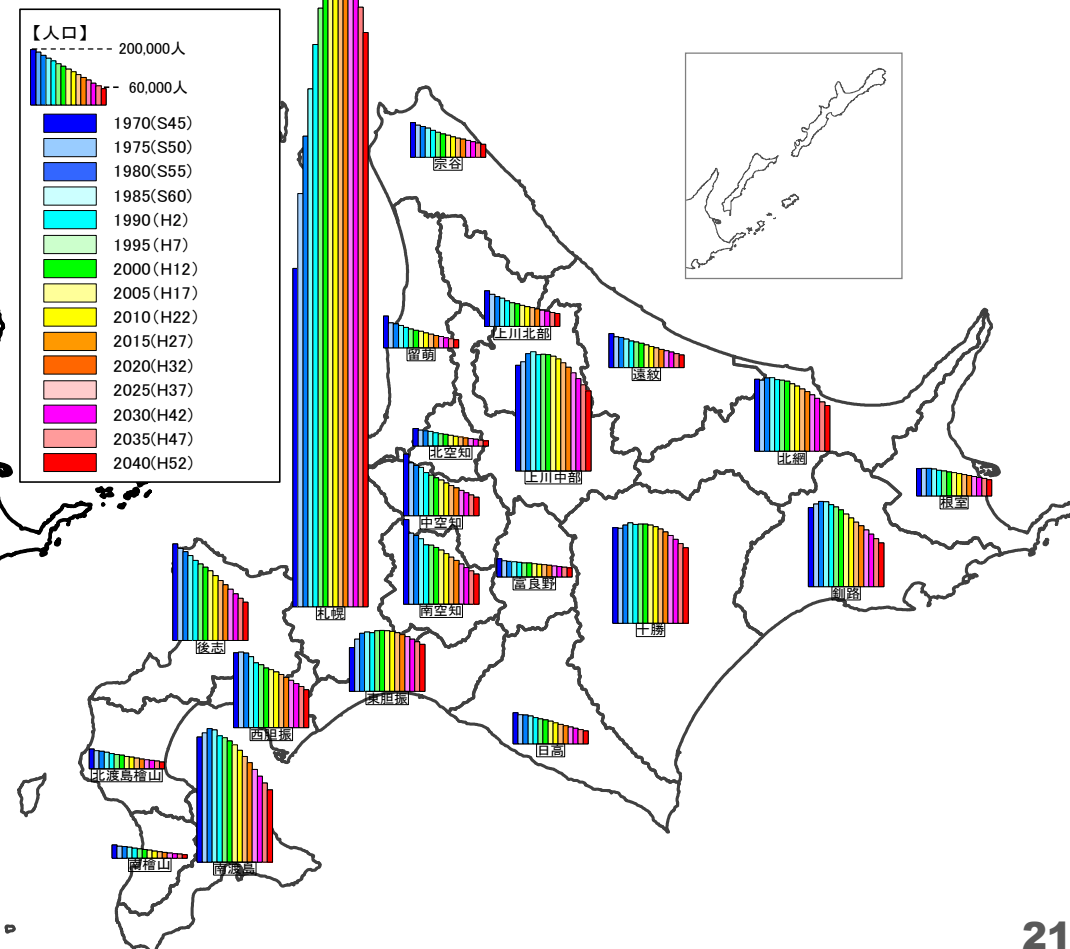 【人口】
200,000人
60,000人
1970(S45)
1975(S50)
1980(S55)
1985(S60)
1990(H2)
1995(H7)
2000(H12)
2005(H17)
2010(H22)
2015(H27)
2020(H32)
2025(H37)
2030(H42)
2035(H47)
2040(H52)
宗谷
上川北部
留萌
遠紋
北空知
上川中部
北網
根室
中空知
富良野
釧路
南空知
札幌
十勝
後志
東胆振
西胆振
日高
北渡島檜山
南檜山
南渡島
21